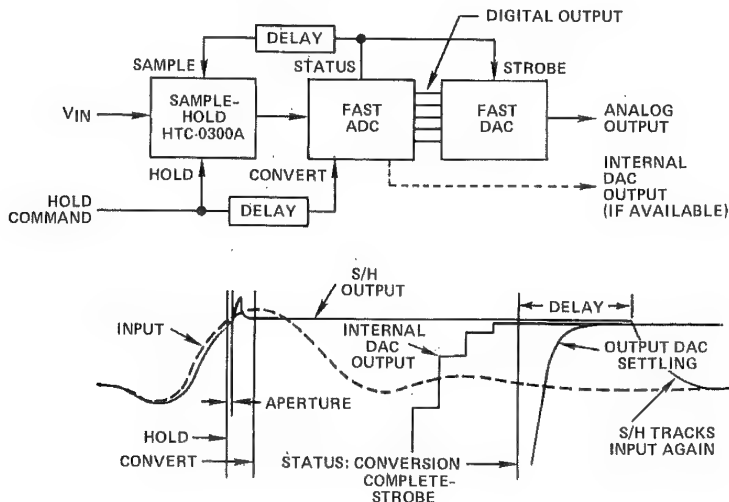 DIGITAL OUTPUT
DELAY
SAMPLE
STATUS
STROBE
VIN
SAMPLE-
HOLD
HTC-0300A
FAST
ADC
FAST
DAC
ANALOG
OUTPUT
HOLD
CONVERT
INTERNAL
DAC
OUTPUT
(IF AVAILABLE)
HOLD
COMMAND
DELAY
S/H
OUTPUT
DELAY
INPUT
INTERNAL
DAC
OUTPUT
OUTPUT DAC
SETTLING
APERTURE
HOLD
S/H TRACKS
INPUT AGAIN
CONVERT
STATUS: CONVERSION
COMPLETE-
STROBE